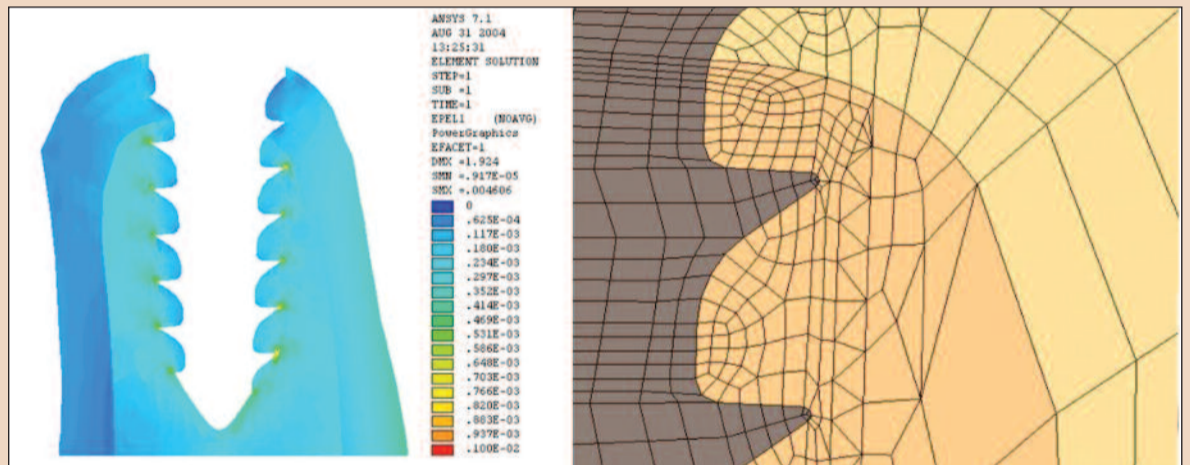 ANSYS 7.1
AUG 31 2004
13:25:31
ELEMENT SOLUTION
STEP=1
SUB =1
TIME=1
EPEL1 (NOAVG)
PowerGraphics
EFACET=1
DMX =1.924
SMN =.917E-05
SMX =.004606
0
.625E-04
.117E-03
.180E-03
.234E-03
.297E-03
.352E-03
.414E-03
.469E-03
.531E-03
.586E-03
.648E-03
.703E-03
.766E-03
.820E-03
.883E-03
.937E-03
.100E-02